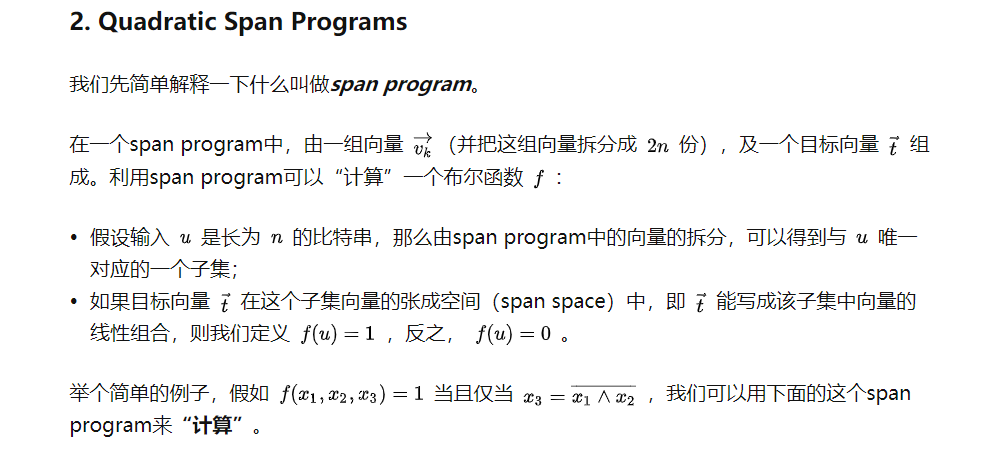 2. Quadratic Span Programs
我们先简单解释一下什么叫做span program。
在一个span program中，由一组向量 $\overrightarrow{v_k}$（并把这组向量拆分成 2n 份），及一个目标向量 $\vec{t}$ 组
成。利用span program可以“计算”一个布尔函数 f ：
• 假设输入 u 是长为 n 的比特串，那么由span program中的向量的拆分，可以得到与 u 唯一
对应的一个子集；
• 如果目标向量 $\vec{t}$ 在这个子集向量的张成空间（span space）中，即 $\vec{t}$ 能写成该子集中向量的
线性组合，则我们定义 f(u) = 1 ，反之， f(u) = 0 。
举个简单的例子，假如 $f(x_1, x_2, x_3) = 1$ 当且仅当 $x_3 = \overline{x_1 \wedge x_2}$ ，我们可以用下面的这个span
program来“计算”。